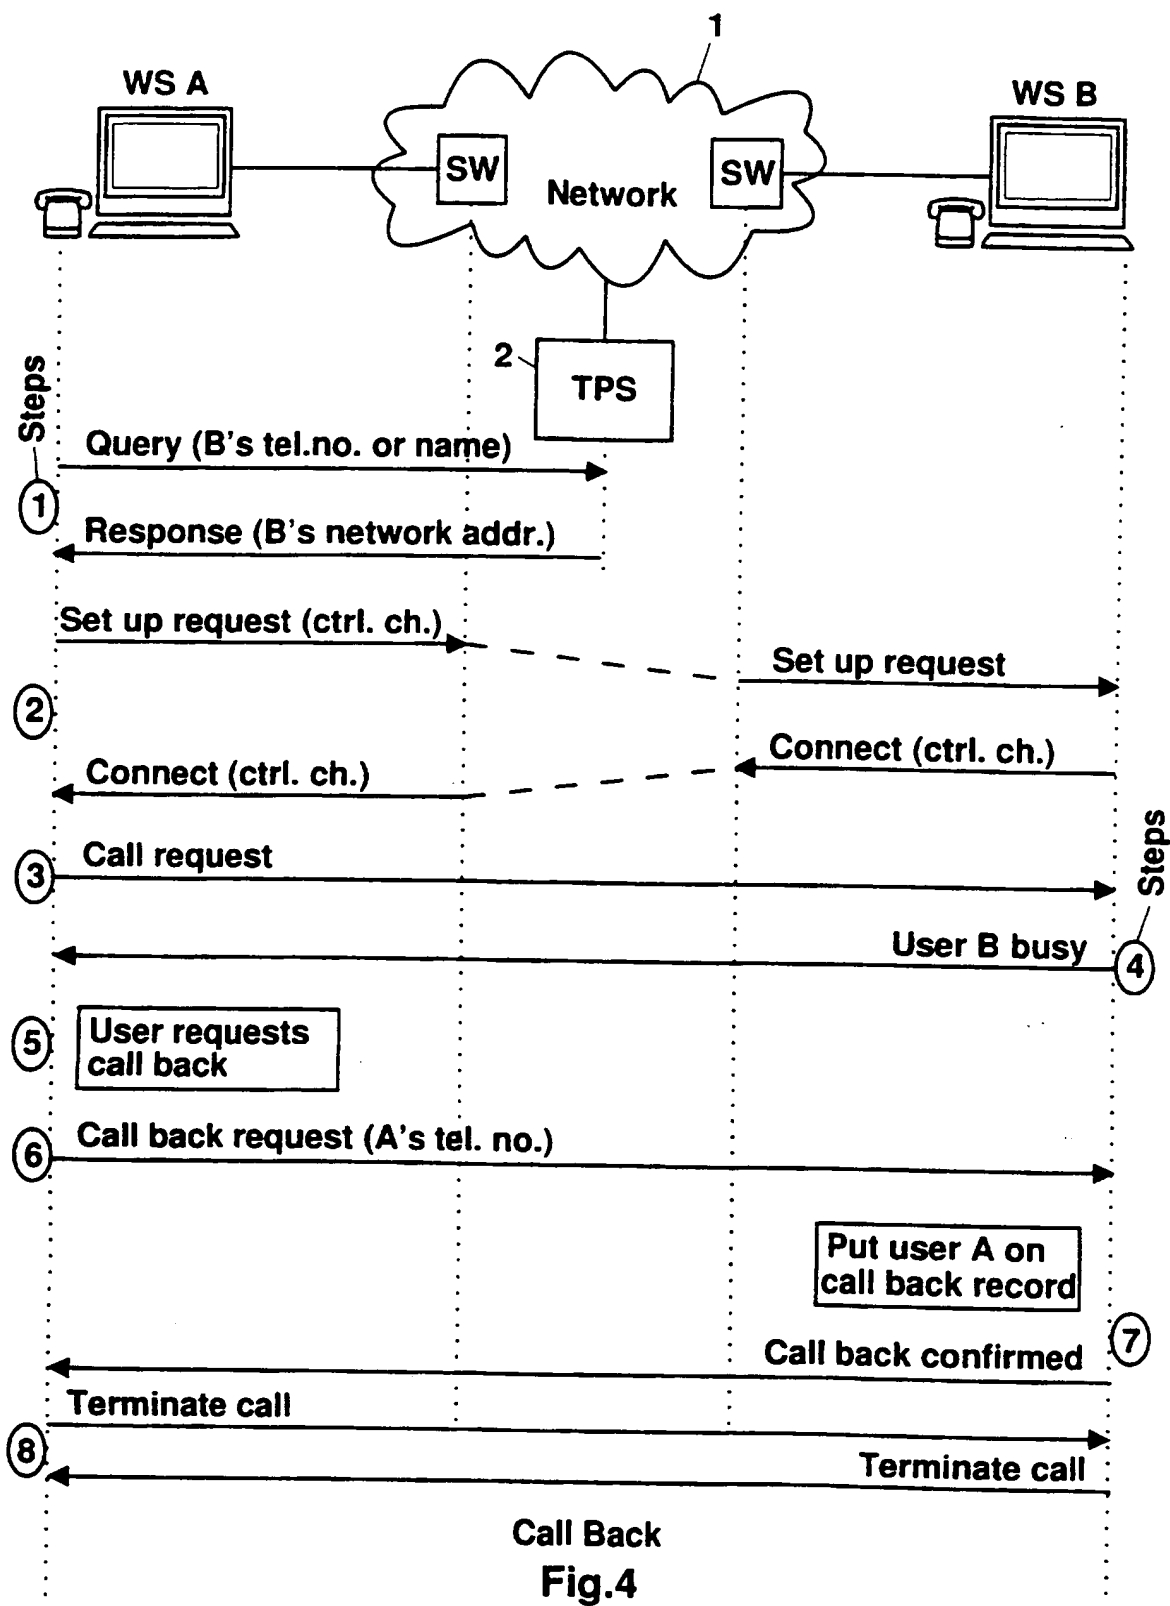 1
WS A
WS B
SW
Network
SW
2
TPS
Steps
Query (B's tel.no. or name)
1
Response (B's network addr.)
Set up request (ctrl. ch.)
Set up request
2
Connect (ctrl. ch.)
Connect (ctrl. ch.)
Steps
3
Call request
User B busy
4
5
User requests
call back
6
Call back request (A's tel. no.)
Put user A on
call back record
7
Call back confirmed
Terminate call
8
Terminate call
Call Back
Fig.4